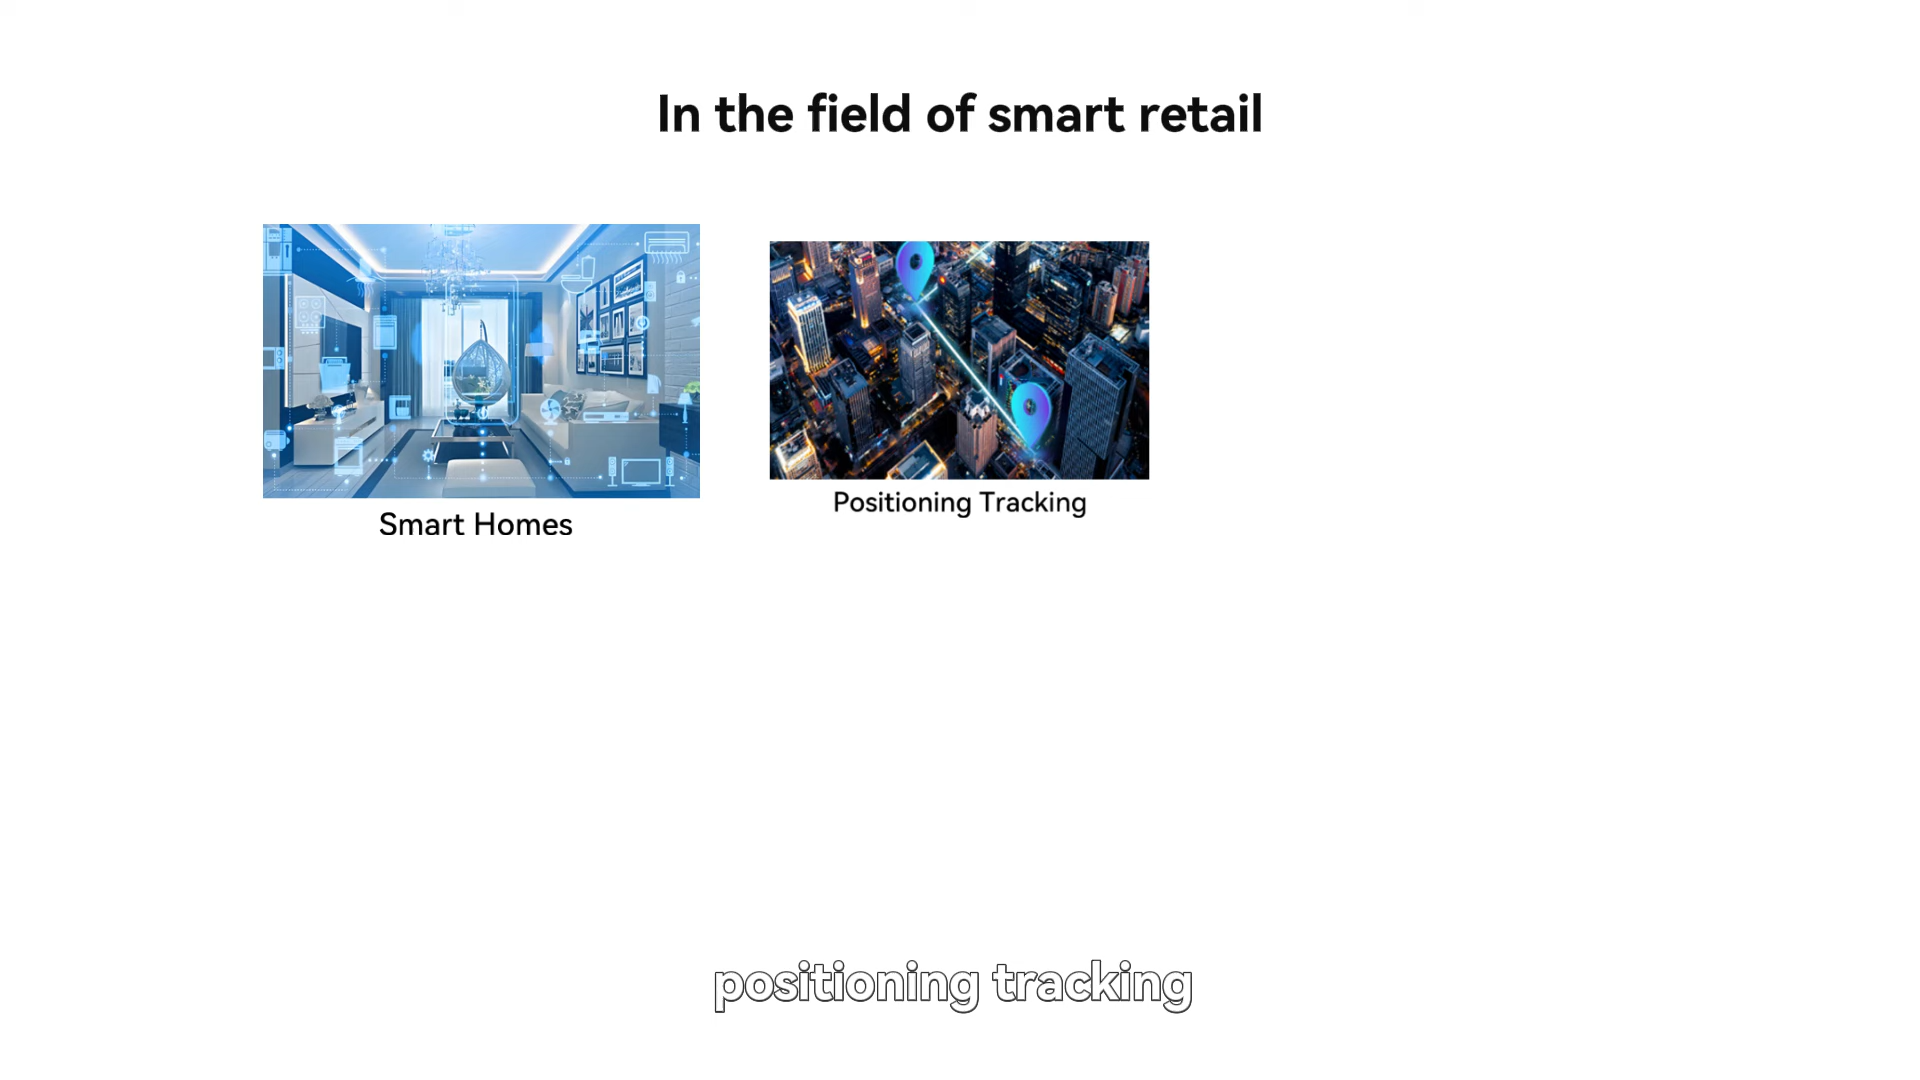 In the field of smart retail
Smart Homes
Positioning Tracking
positioning tracking